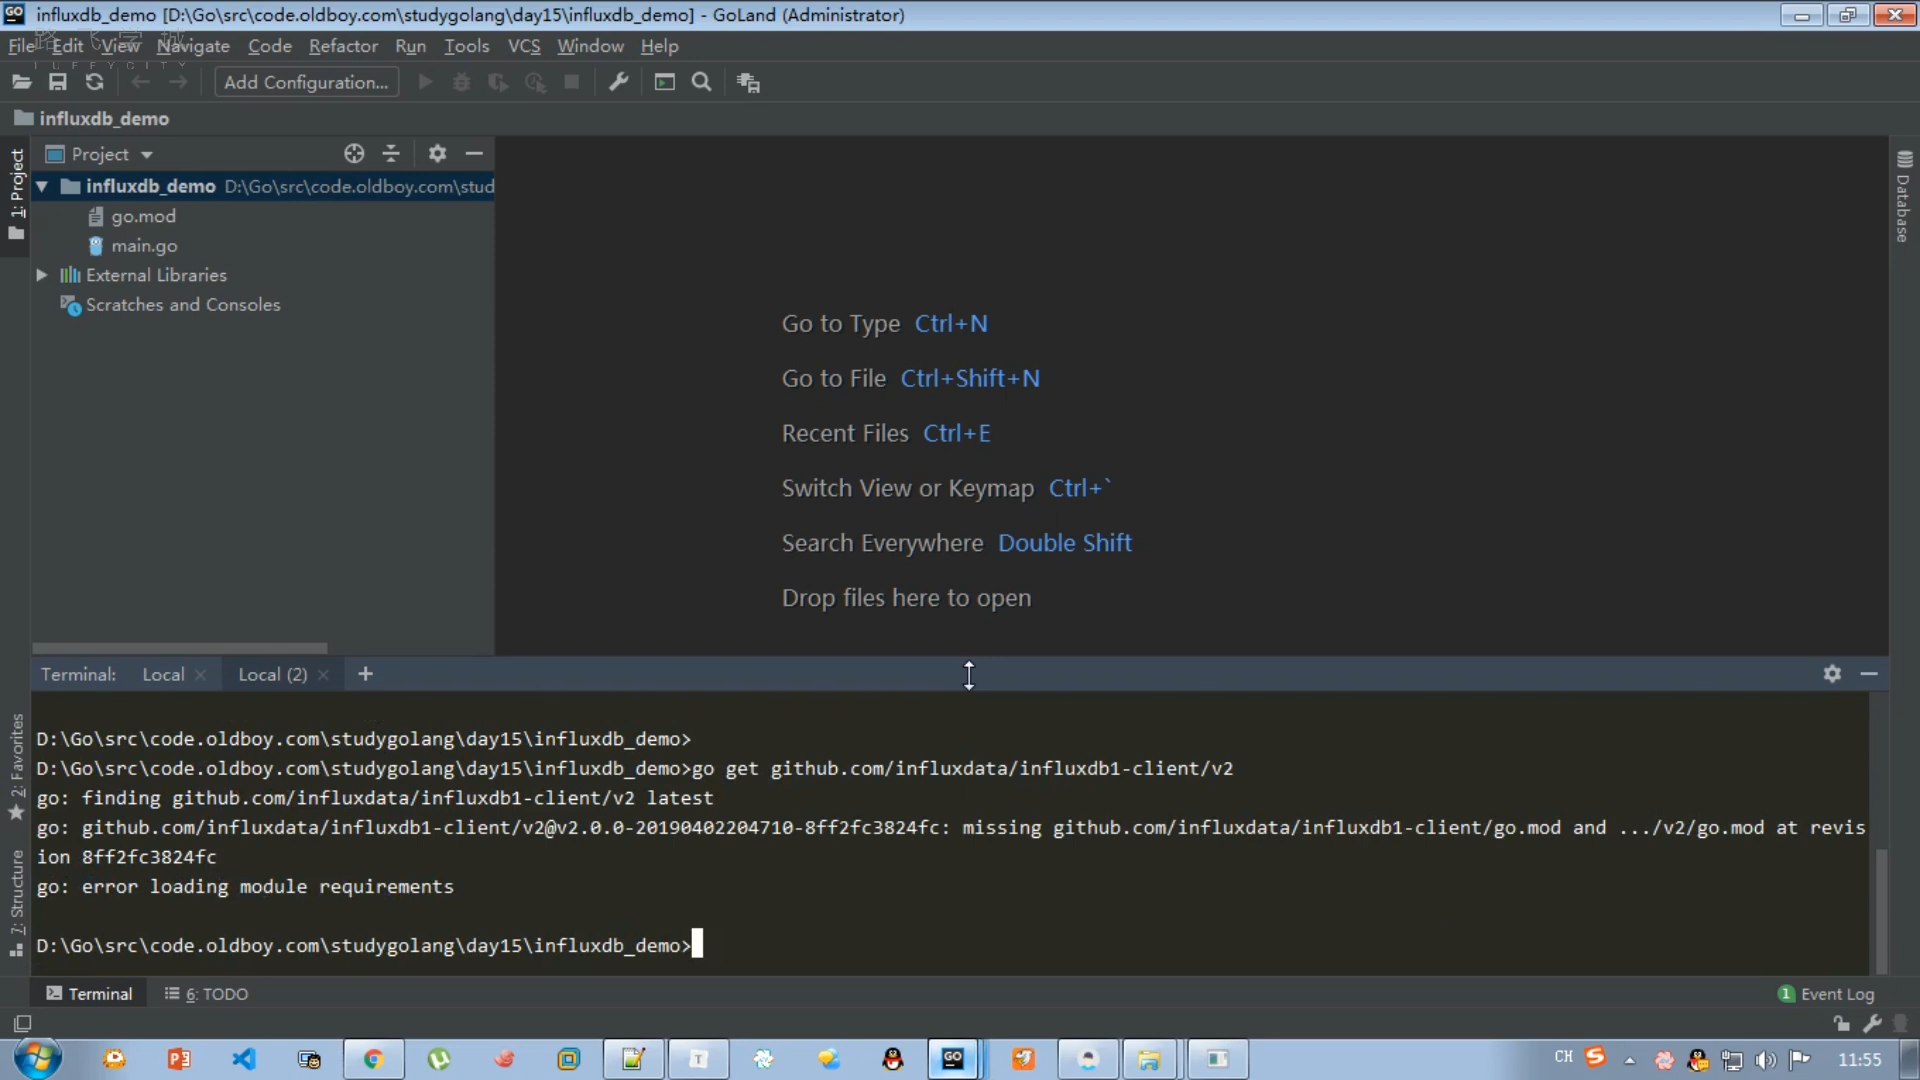 influxdb_demo [D:\Go\src\code.oldboy.com\studygolang\day15\influxdb_demo] - GoLand (Administrator)
File Edit View Navigate Code Refactor Run Tools VCS Window Help
LUFFYCITY
Add Configuration...
influxdb_demo
Project
influxdb_demo D:\Go\src\code.oldboy.com\stud
go.mod
main.go
External Libraries
Scratches and Consoles
1: Project
Database
Go to Type Ctrl+N
Go to File Ctrl+Shift+N
Recent Files Ctrl+E
Switch View or Keymap Ctrl+`
Search Everywhere Double Shift
Drop files here to open
Terminal: Local Local (2)
2: Favorites
7: Structure
D:\Go\src\code.oldboy.com\studygolang\day15\influxdb_demo>
D:\Go\src\code.oldboy.com\studygolang\day15\influxdb_demo>go get github.com/influxdata/influxdb1-client/v2
go: finding github.com/influxdata/influxdb1-client/v2 latest
go: github.com/influxdata/influxdb1-client/v2@v2.0.0-20190402204710-8ff2fc3824fc: missing github.com/influxdata/influxdb1-client/go.mod and .../v2/go.mod at revis
ion 8ff2fc3824fc
go: error loading module requirements
D:\Go\src\code.oldboy.com\studygolang\day15\influxdb_demo>
Terminal 6: TODO
1 Event Log
CH 11:55